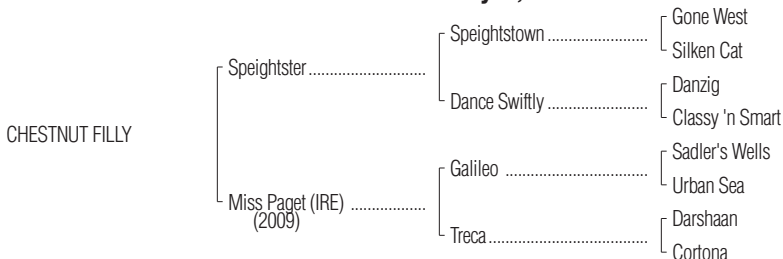 Gone West
Speightstown
Silken Cat
Speightster
Danzig
Dance Swiftly
Classy 'n Smart
CHESTNUT FILLY
Sadler's Wells
Galileo
Urban Sea
Miss Paget (IRE)
(2009)
Darshaan
Treca
Cortona